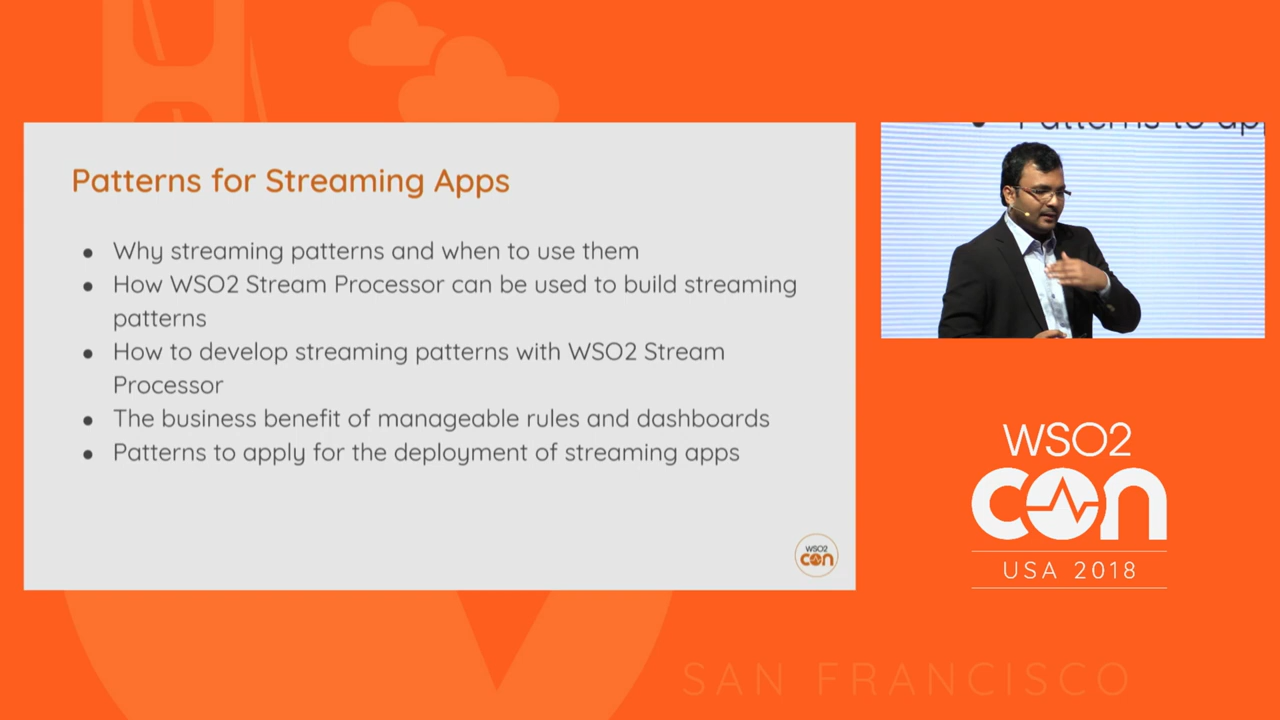 Patterns for Streaming Apps
● Why streaming patterns and when to use them
● How WSO2 Stream Processor can be used to build streaming
patterns
● How to develop streaming patterns with WSO2 Stream
Processor
● The business benefit of manageable rules and dashboards
● Patterns to apply for the deployment of streaming apps
WSO2
con
● Patterns to ap
WSO2
con
USA 2018
SAN FRANCISCO